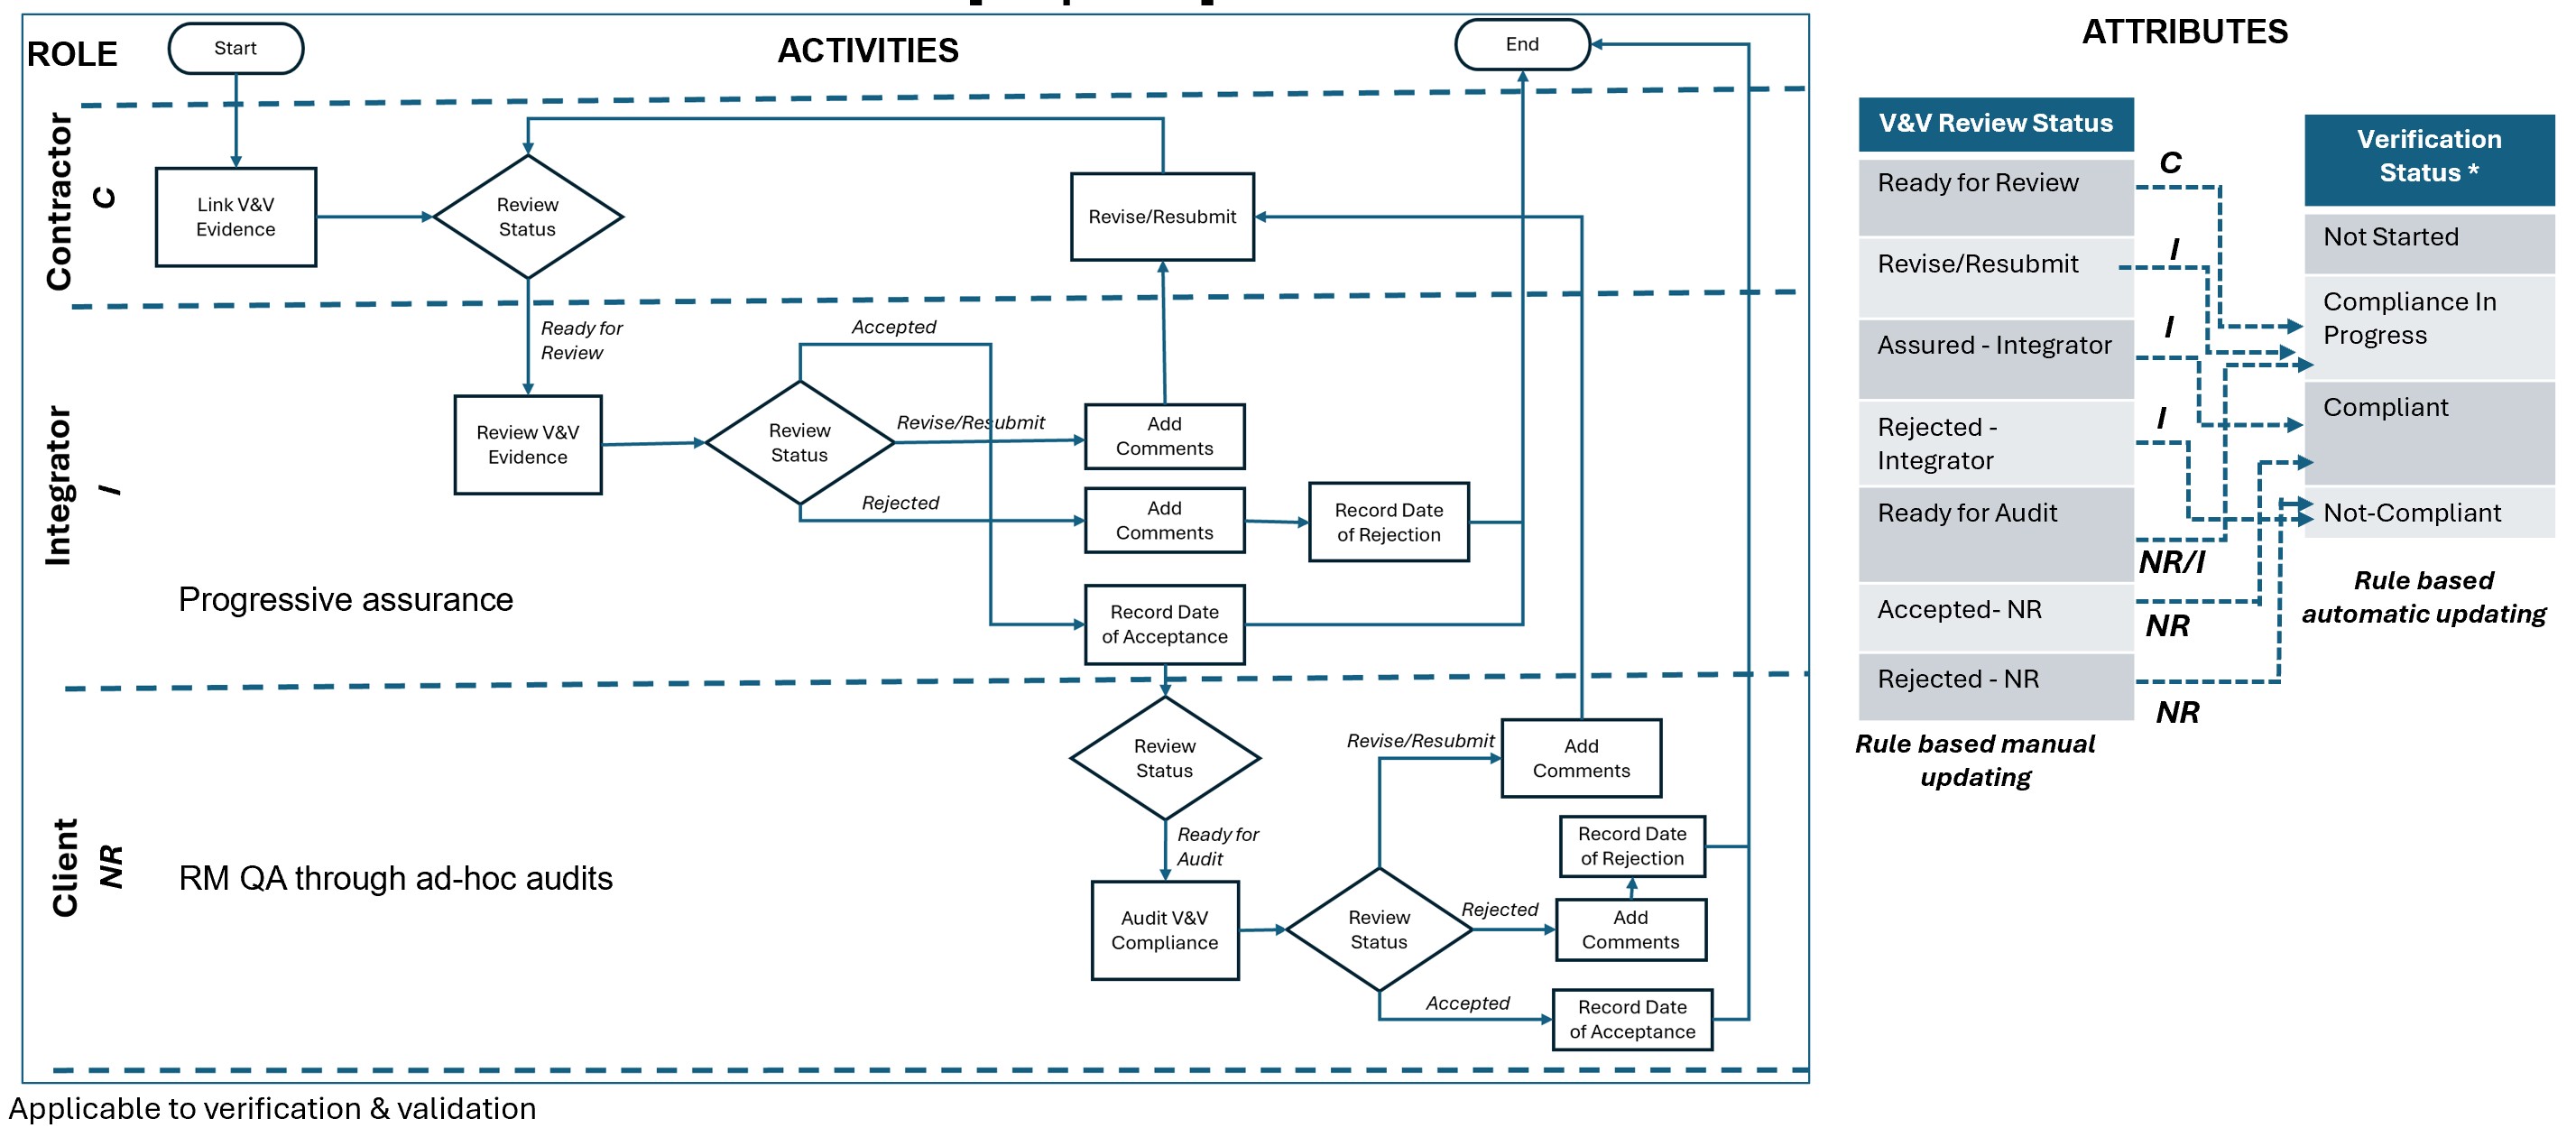 ROLE
Start
ACTIVITIES
End
ATTRIBUTES
Contractor
C
Link V&V
Evidence
Review
Status
Revise/Resubmit
Ready for
Review
Integrator
I
Review V&V
Evidence
Review
Status
Accepted
Revise/Resubmit
Rejected
Add
Comments
Add
Comments
Record Date
of Rejection
Record Date
of Acceptance
Progressive assurance
Client
NR
RM QA through ad-hoc audits
Review
Status
Ready for
Audit
Audit V&V
Compliance
Review
Status
Revise/Resubmit
Add
Comments
Rejected
Add
Comments
Record Date
of Rejection
Accepted
Record Date
of Acceptance
Applicable to verification & validation
V&V Review Status
Ready for Review
Revise/Resubmit
Assured - Integrator
Rejected -
Integrator
Ready for Audit
Accepted- NR
Rejected - NR
Rule based manual
updating
C
I
I
I
NR/I
NR
NR
Verification
Status *
Not Started
Compliance In
Progress
Compliant
Not-Compliant
Rule based
automatic updating